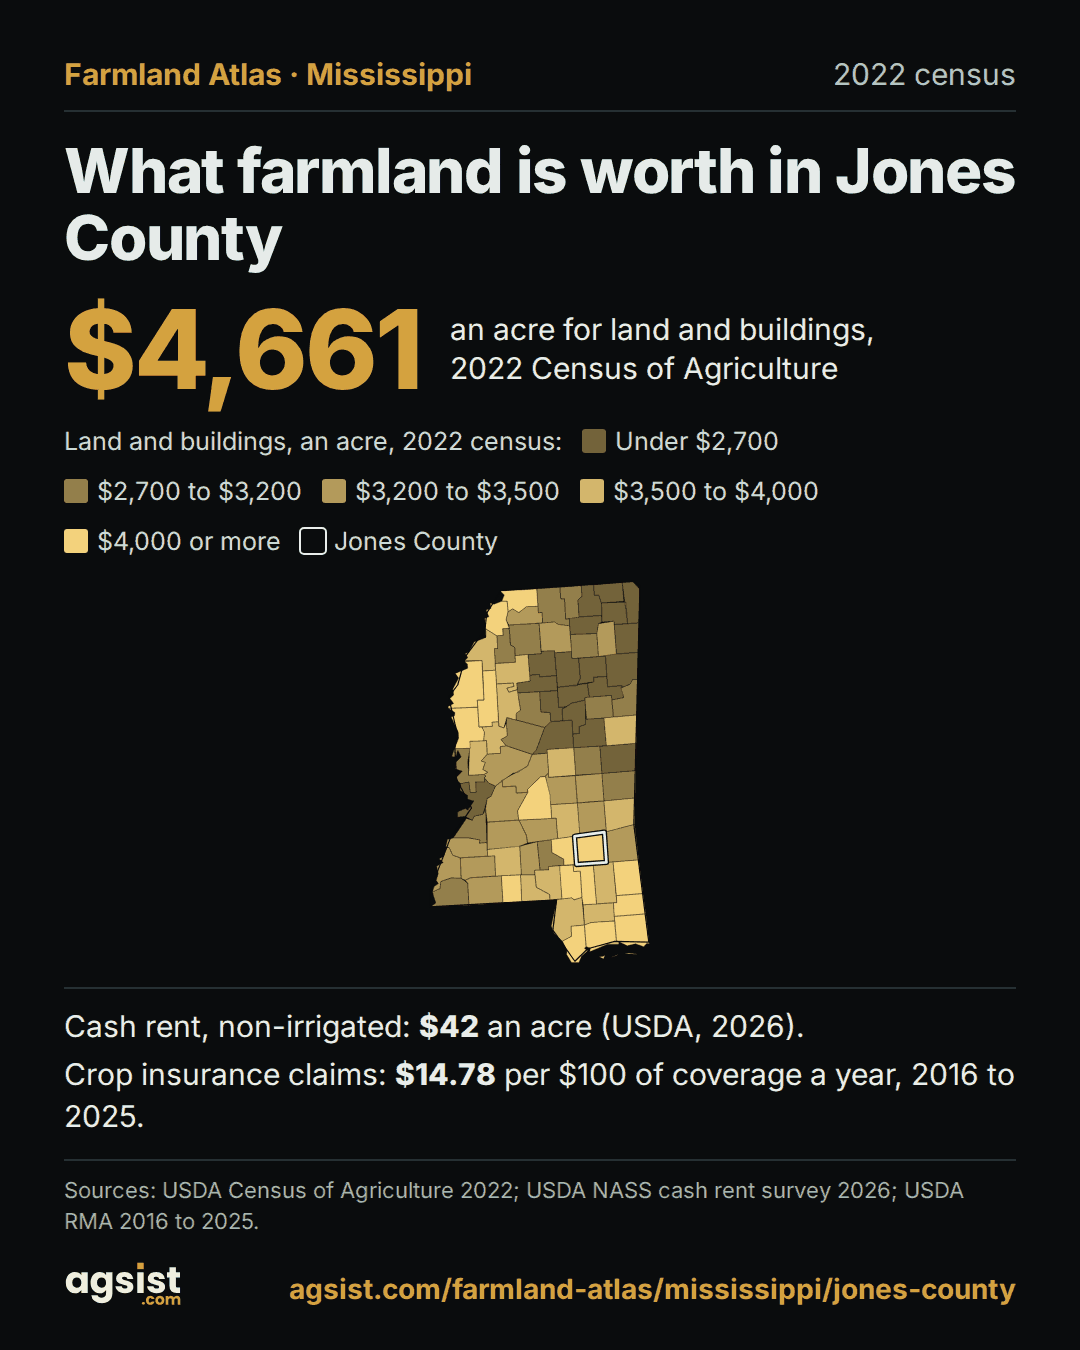 Farmland Atlas · Mississippi
2022 census
What farmland is worth in Jones
County
$4,661
an acre for land and buildings,
2022 Census of Agriculture
Land and buildings, an acre, 2022 census: Under $2,700
$2,700 to $3,200 $3,200 to $3,500 $3,500 to $4,000
$4,000 or more Jones County
Cash rent, non-irrigated: $42 an acre (USDA, 2026).
Crop insurance claims: $14.78 per $100 of coverage a year, 2016 to
2025.
Sources: USDA Census of Agriculture 2022; USDA NASS cash rent survey 2026; USDA
RMA 2016 to 2025.
agsist
.com
agsist.com/farmland-atlas/mississippi/jones-county